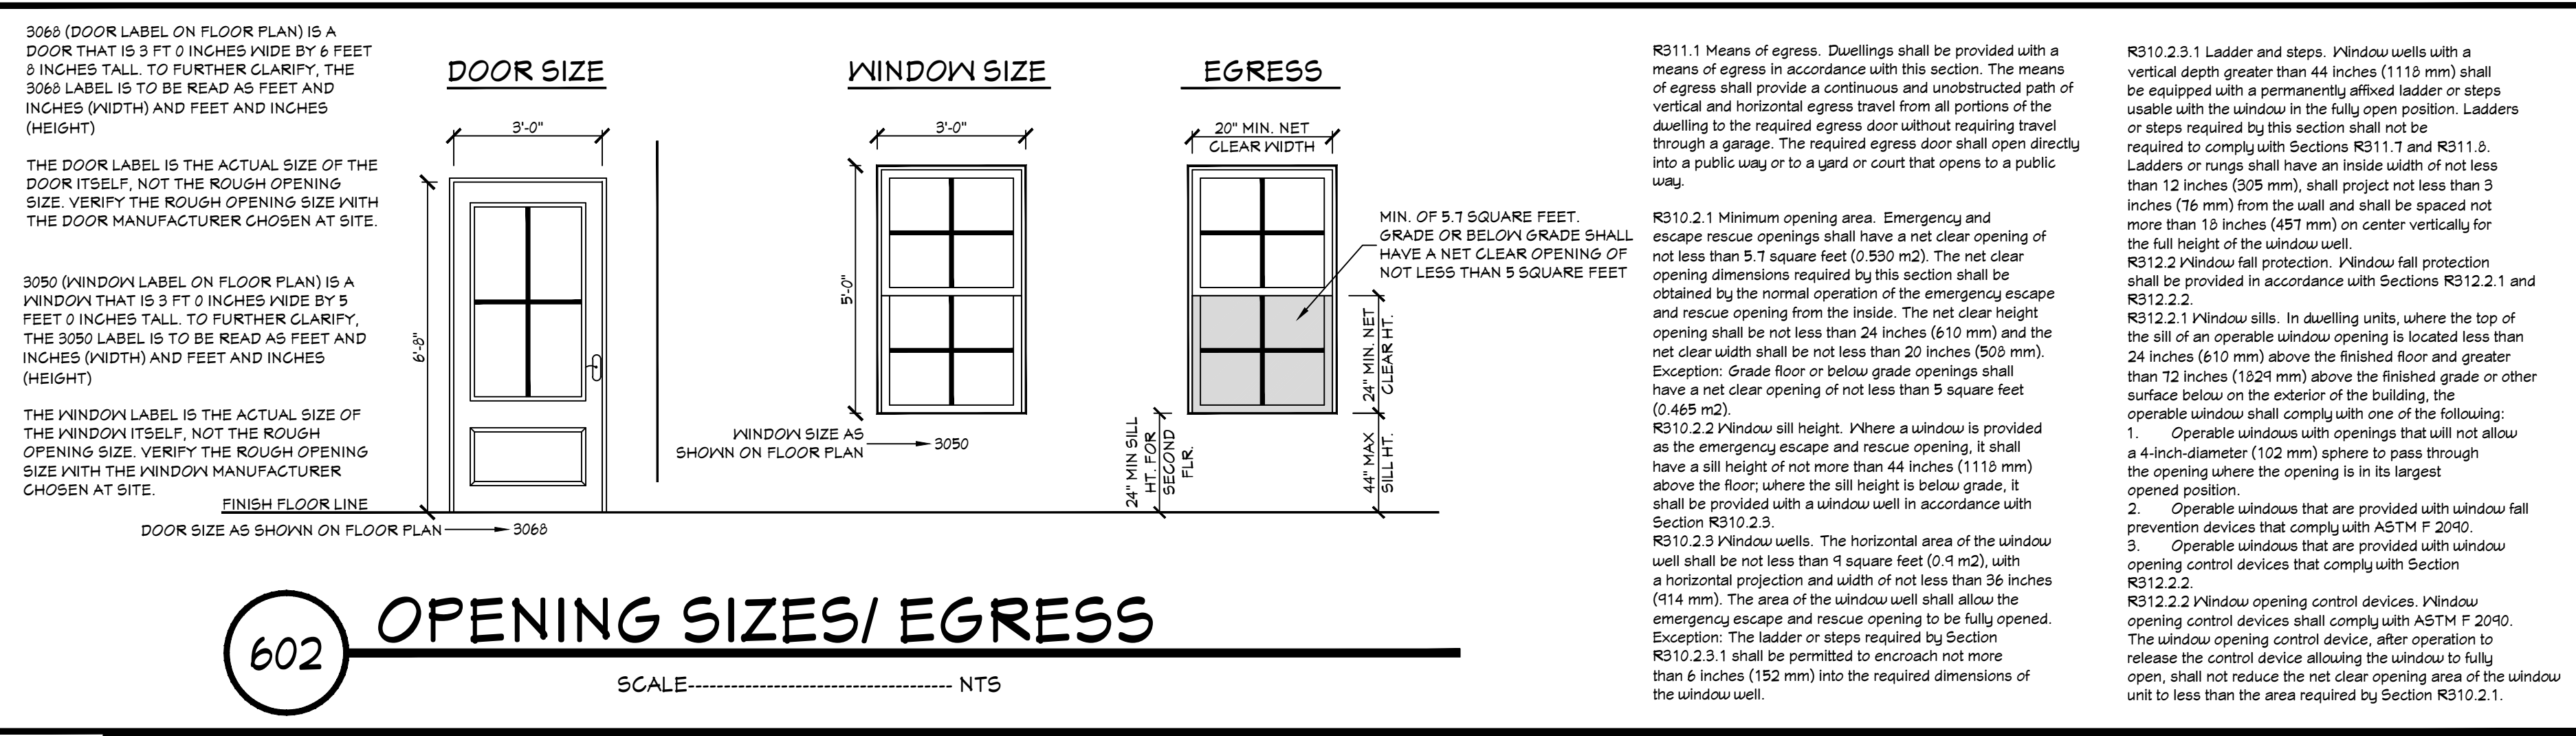 3068 (DOOR LABEL ON FLOOR PLAN) IS A
DOOR THAT IS 3 FT 0 INCHES WIDE BY 6 FEET
8 INCHES TALL. TO FURTHER CLARIFY, THE
3068 LABEL IS TO BE READ AS FEET AND
INCHES (WIDTH) AND FEET AND INCHES
(HEIGHT)
THE DOOR LABEL IS THE ACTUAL SIZE OF THE
DOOR ITSELF, NOT THE ROUGH OPENING
SIZE. VERIFY THE ROUGH OPENING SIZE WITH
THE DOOR MANUFACTURER CHOSEN AT SITE.
3050 (WINDOW LABEL ON FLOOR PLAN) IS A
WINDOW THAT IS 3 FT 0 INCHES WIDE BY 5
FEET 0 INCHES TALL. TO FURTHER CLARIFY,
THE 3050 LABEL IS TO BE READ AS FEET AND
INCHES (WIDTH) AND FEET AND INCHES
(HEIGHT)
THE WINDOW LABEL IS THE ACTUAL SIZE OF
THE WINDOW ITSELF, NOT THE ROUGH
OPENING SIZE. VERIFY THE ROUGH OPENING
SIZE WITH THE WINDOW MANUFACTURER
CHOSEN AT SITE.
FINISH FLOOR LINE
DOOR SIZE AS SHOWN ON FLOOR PLAN
3068
DOOR SIZE
3'-0"
6'-8"
WINDOW SIZE
3'-0"
5'-0"
WINDOW SIZE AS
SHOWN ON FLOOR PLAN
3050
EGRESS
20" MIN. NET
CLEAR WIDTH
MIN. OF 5.7 SQUARE FEET.
GRADE OR BELOW GRADE SHALL
HAVE A NET CLEAR OPENING OF
NOT LESS THAN 5 SQUARE FEET
24" MIN. NET
CLEAR HT.
24" MIN SILL
HT. FOR
SECOND
FLR.
44" MAX
SILL HT.
602
OPENING SIZES/ EGRESS
SCALE------------------------------------ NTS
R311.1 Means of egress. Dwellings shall be provided with a
means of egress in accordance with this section. The means
of egress shall provide a continuous and unobstructed path of
vertical and horizontal egress travel from all portions of the
dwelling to the required egress door without requiring travel
through a garage. The required egress door shall open directly
into a public way or to a yard or court that opens to a public
way.
R310.2.1 Minimum opening area. Emergency and
escape rescue openings shall have a net clear opening of
not less than 5.7 square feet (0.530 m2). The net clear
opening dimensions required by this section shall be
obtained by the normal operation of the emergency escape
and rescue opening from the inside. The net clear height
opening shall be not less than 24 inches (610 mm) and the
net clear width shall be not less than 20 inches (508 mm).
Exception: Grade floor or below grade openings shall
have a net clear opening of not less than 5 square feet
(0.465 m2).
R310.2.2 Window sill height. Where a window is provided
as the emergency escape and rescue opening, it shall
have a sill height of not more than 44 inches (1118 mm)
above the floor; where the sill height is below grade, it
shall be provided with a window well in accordance with
Section R310.2.3.
R310.2.3 Window wells. The horizontal area of the window
well shall be not less than 9 square feet (0.9 m2), with
a horizontal projection and width of not less than 36 inches
(914 mm). The area of the window well shall allow the
emergency escape and rescue opening to be fully opened.
Exception: The ladder or steps required by Section
R310.2.3.1 shall be permitted to encroach not more
than 6 inches (152 mm) into the required dimensions of
the window well.
R310.2.3.1 Ladder and steps. Window wells with a
vertical depth greater than 44 inches (1118 mm) shall
be equipped with a permanently affixed ladder or steps
usable with the window in the fully open position. Ladders
or steps required by this section shall not be
required to comply with Sections R311.7 and R311.8.
Ladders or rungs shall have an inside width of not less
than 12 inches (305 mm), shall project not less than 3
inches (76 mm) from the wall and shall be spaced not
more than 18 inches (457 mm) on center vertically for
the full height of the window well.
R312.2 Window fall protection. Window fall protection
shall be provided in accordance with Sections R312.2.1 and
R312.2.2.
R312.2.1 Window sills. In dwelling units, where the top of
the sill of an operable window opening is located less than
24 inches (610 mm) above the finished floor and greater
than 72 inches (1829 mm) above the finished grade or other
surface below on the exterior of the building, the
operable window shall comply with one of the following:
1. Operable windows with openings that will not allow
a 4-inch-diameter (102 mm) sphere to pass through
the opening where the opening is in its largest
opened position.
2. Operable windows that are provided with window fall
prevention devices that comply with ASTM F 2090.
3. Operable windows that are provided with window
opening control devices that comply with Section
R312.2.2.
R312.2.2 Window opening control devices. Window
opening control devices shall comply with ASTM F 2090.
The window opening control device, after operation to
release the control device allowing the window to fully
open, shall not reduce the net clear opening area of the window
unit to less than the area required by Section R310.2.1.